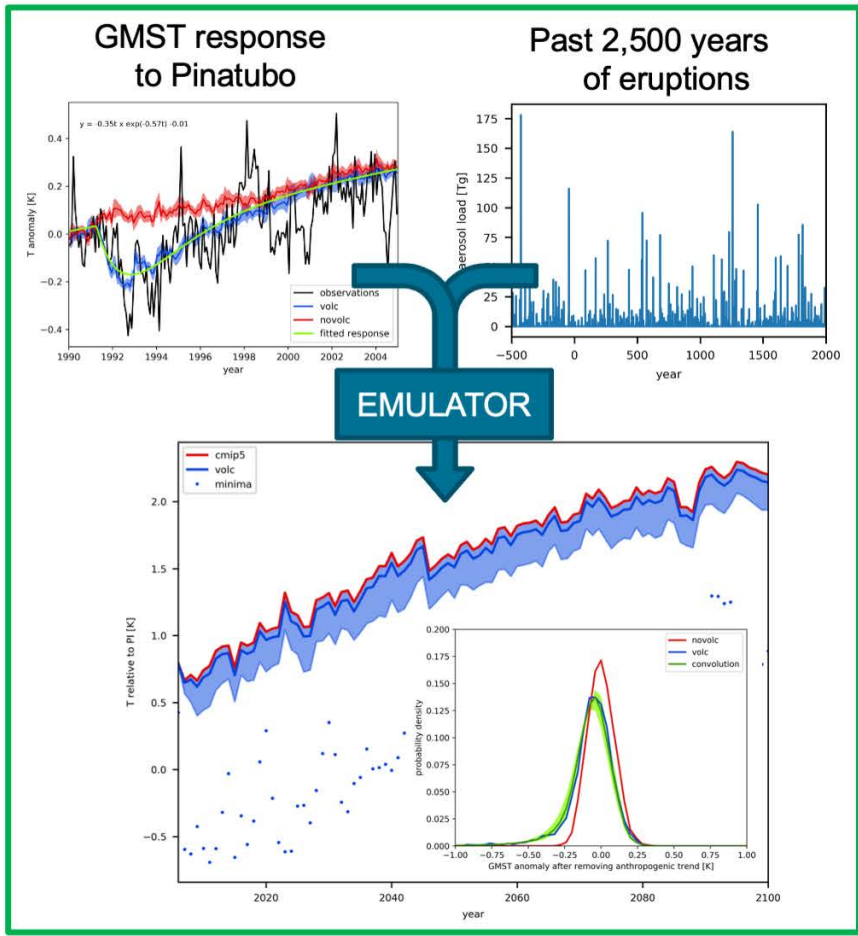 GMST response
to Pinatubo
Past 2,500 years
of eruptions
y = -0.35t x exp(-0.57t) -0.01
T anomaly [K]
0.4
0.2
0.0
−0.2
−0.4
observations
volc
novolc
fitted response
1990 1992 1994 1996 1998 2000 2002 2004
year
aerosol load [Tg]
175
150
125
100
75
25
0
−500 0 500 1000 1500 2000
year
EMULATOR
cmip5
volc
minima
T relative to PI [K]
2.0
1.5
1.0
0.5
0.0
−0.5
2020 2040 2060 2080 2100
year
probability density
0.200
0.175
0.150
0.125
0.100
0.075
0.050
0.025
0.000
novolc
volc
convolution
−1.00 −0.75 −0.50 −0.25 0.00 0.25 0.50 0.75 1.00
GMST anomaly after removing anthropogenic trend [K]